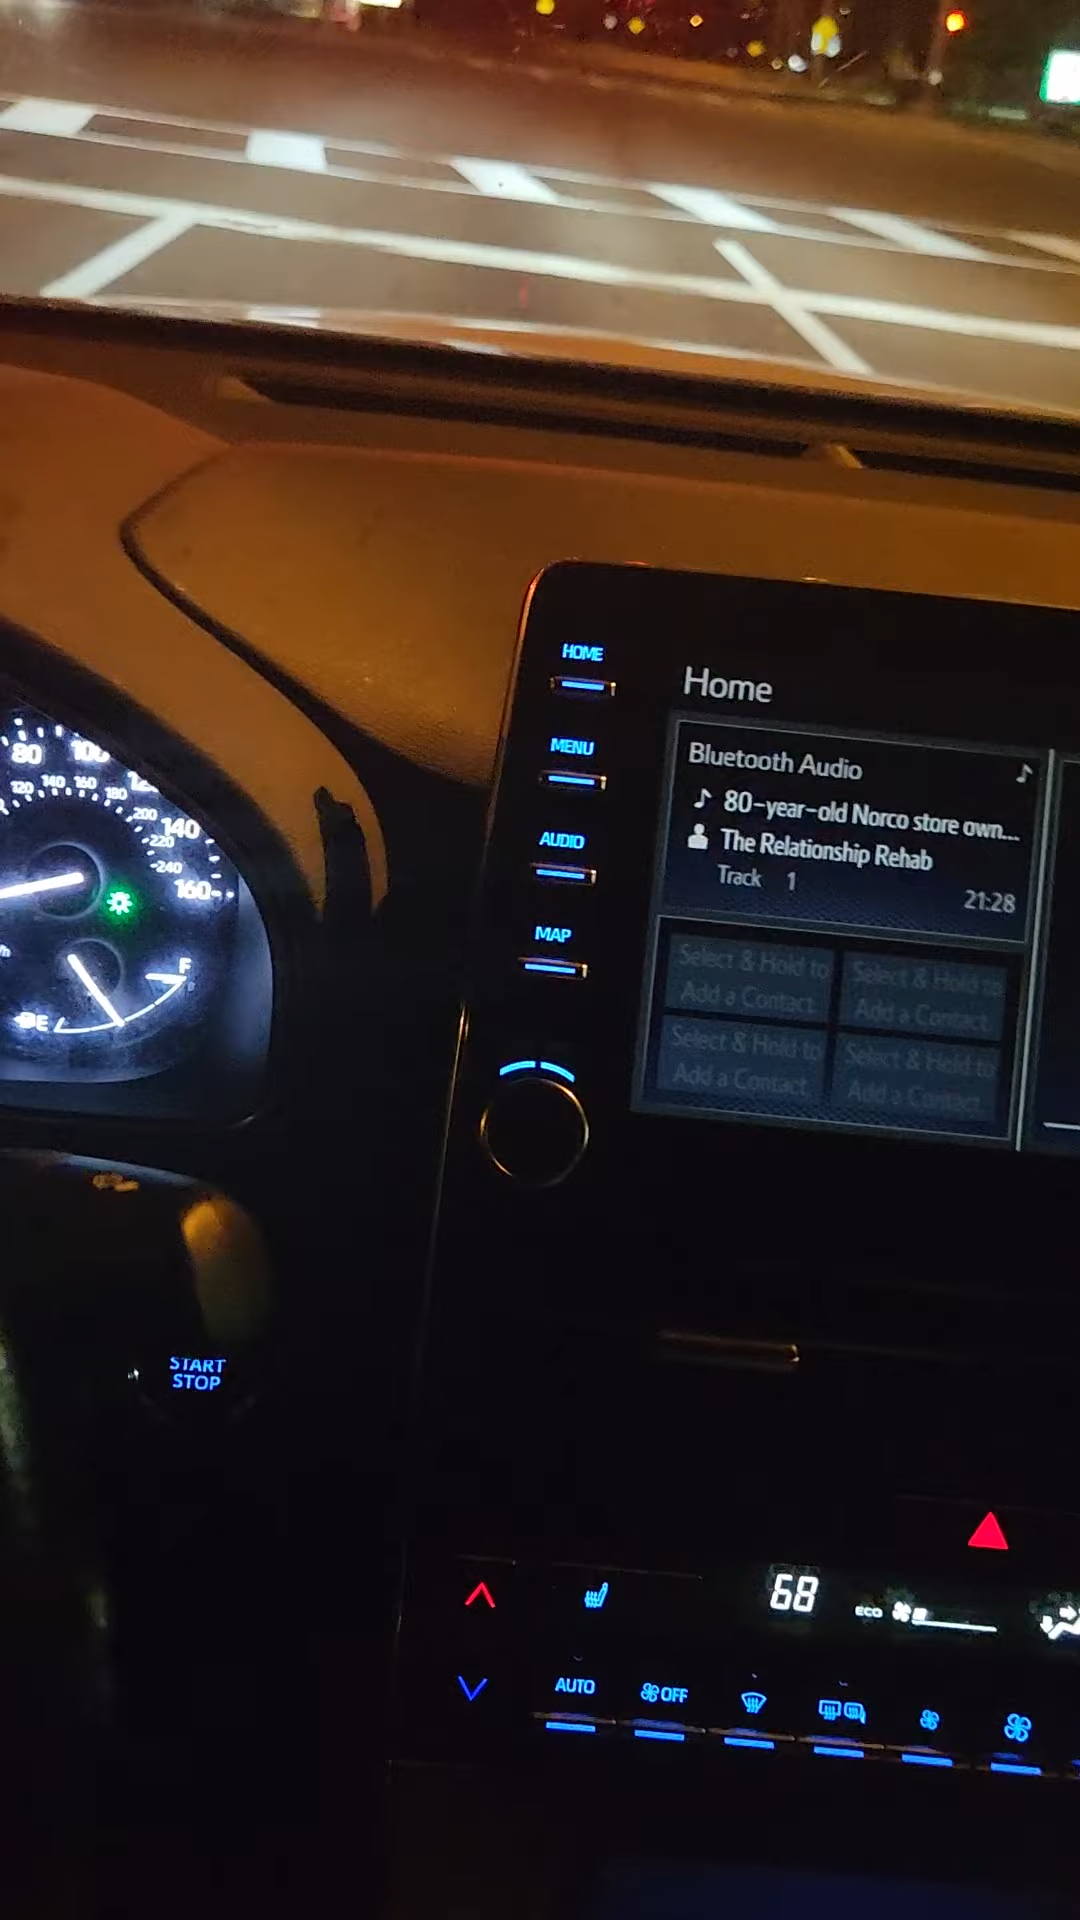 HOME
MENU
AUDIO
MAP
Home
Bluetooth Audio
80-year-old Norco store own...
The Relationship Rehab
Track 1
21:28
Select & Hold to
Add a Contact
Select & Hold to
Add a Contact
Select & Hold to
Add a Contact
Select & Hold to
Add a Contact
80
100
140
160
120
140
160
180
200
220
240
F
E
START
STOP
68
ECO
AUTO
OFF